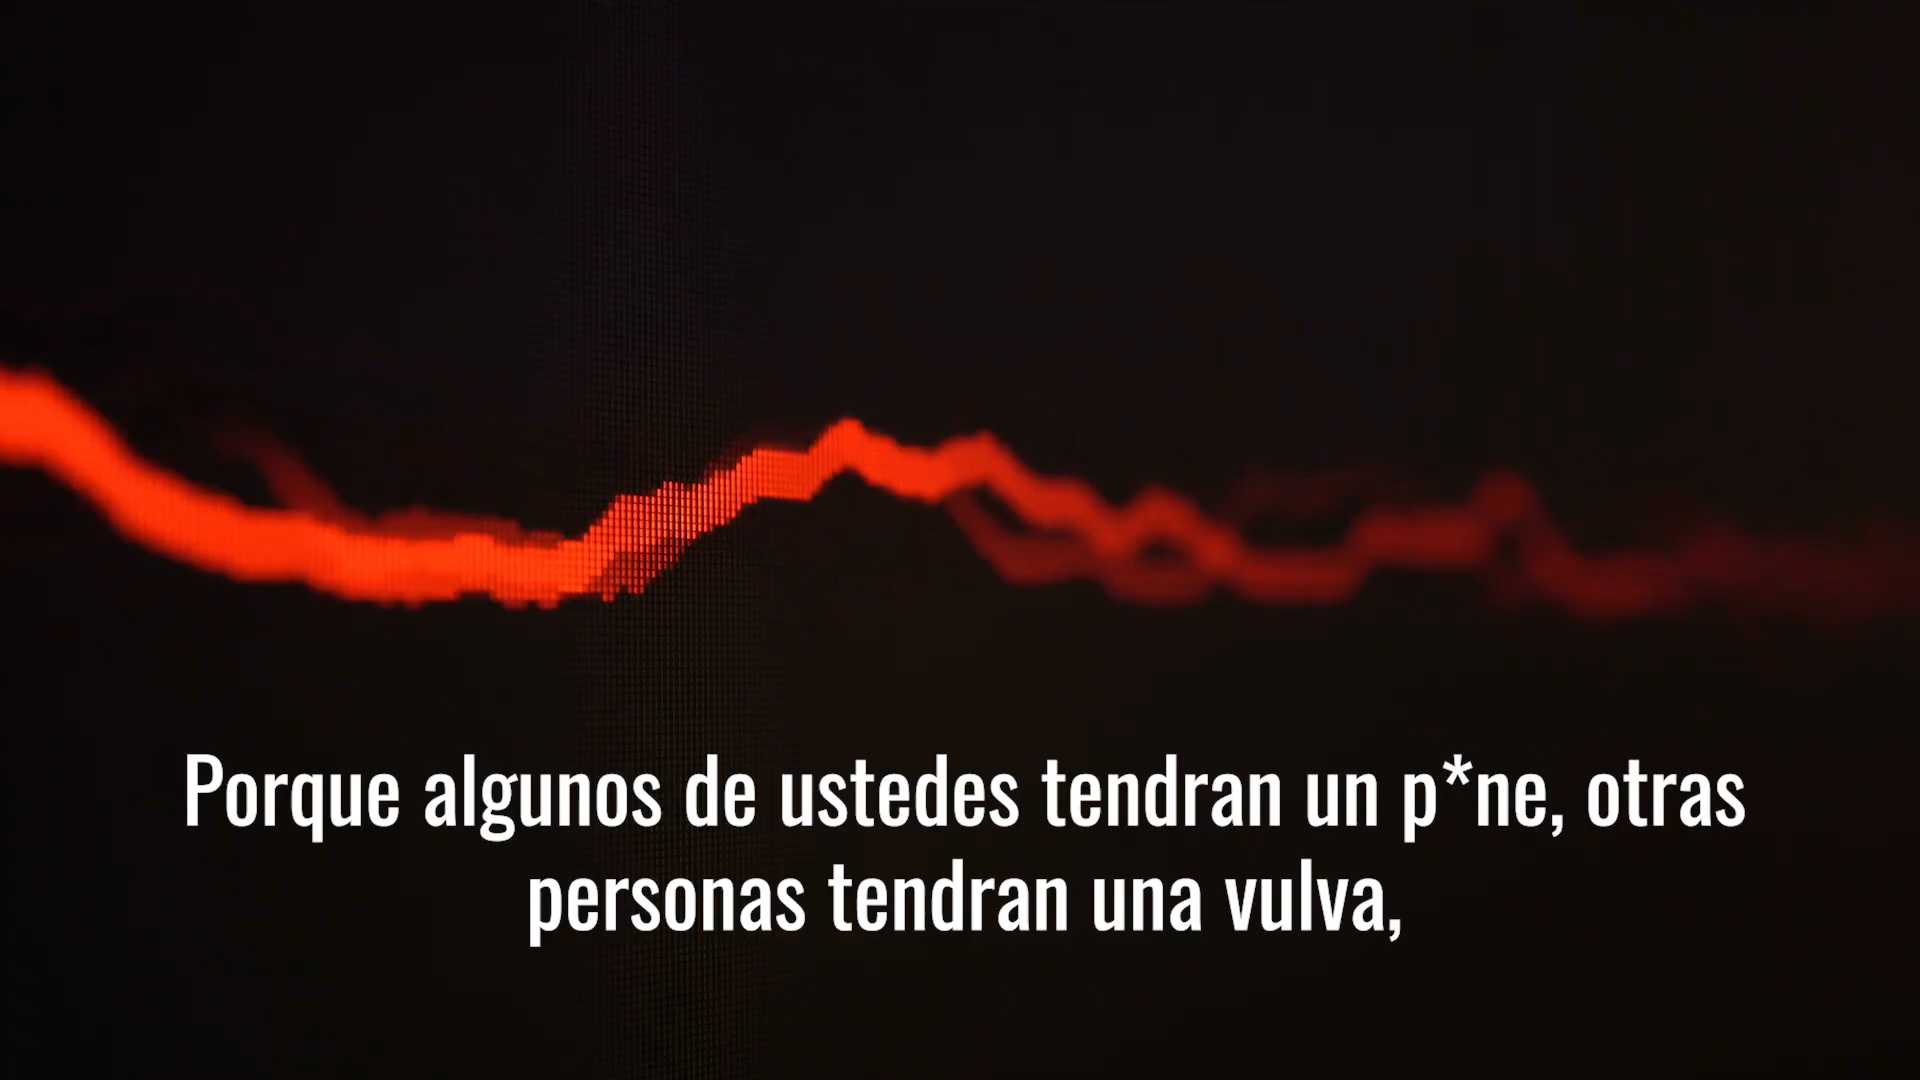 Porque algunos de ustedes tendran un p*ne, otras
personas tendran una vulva,